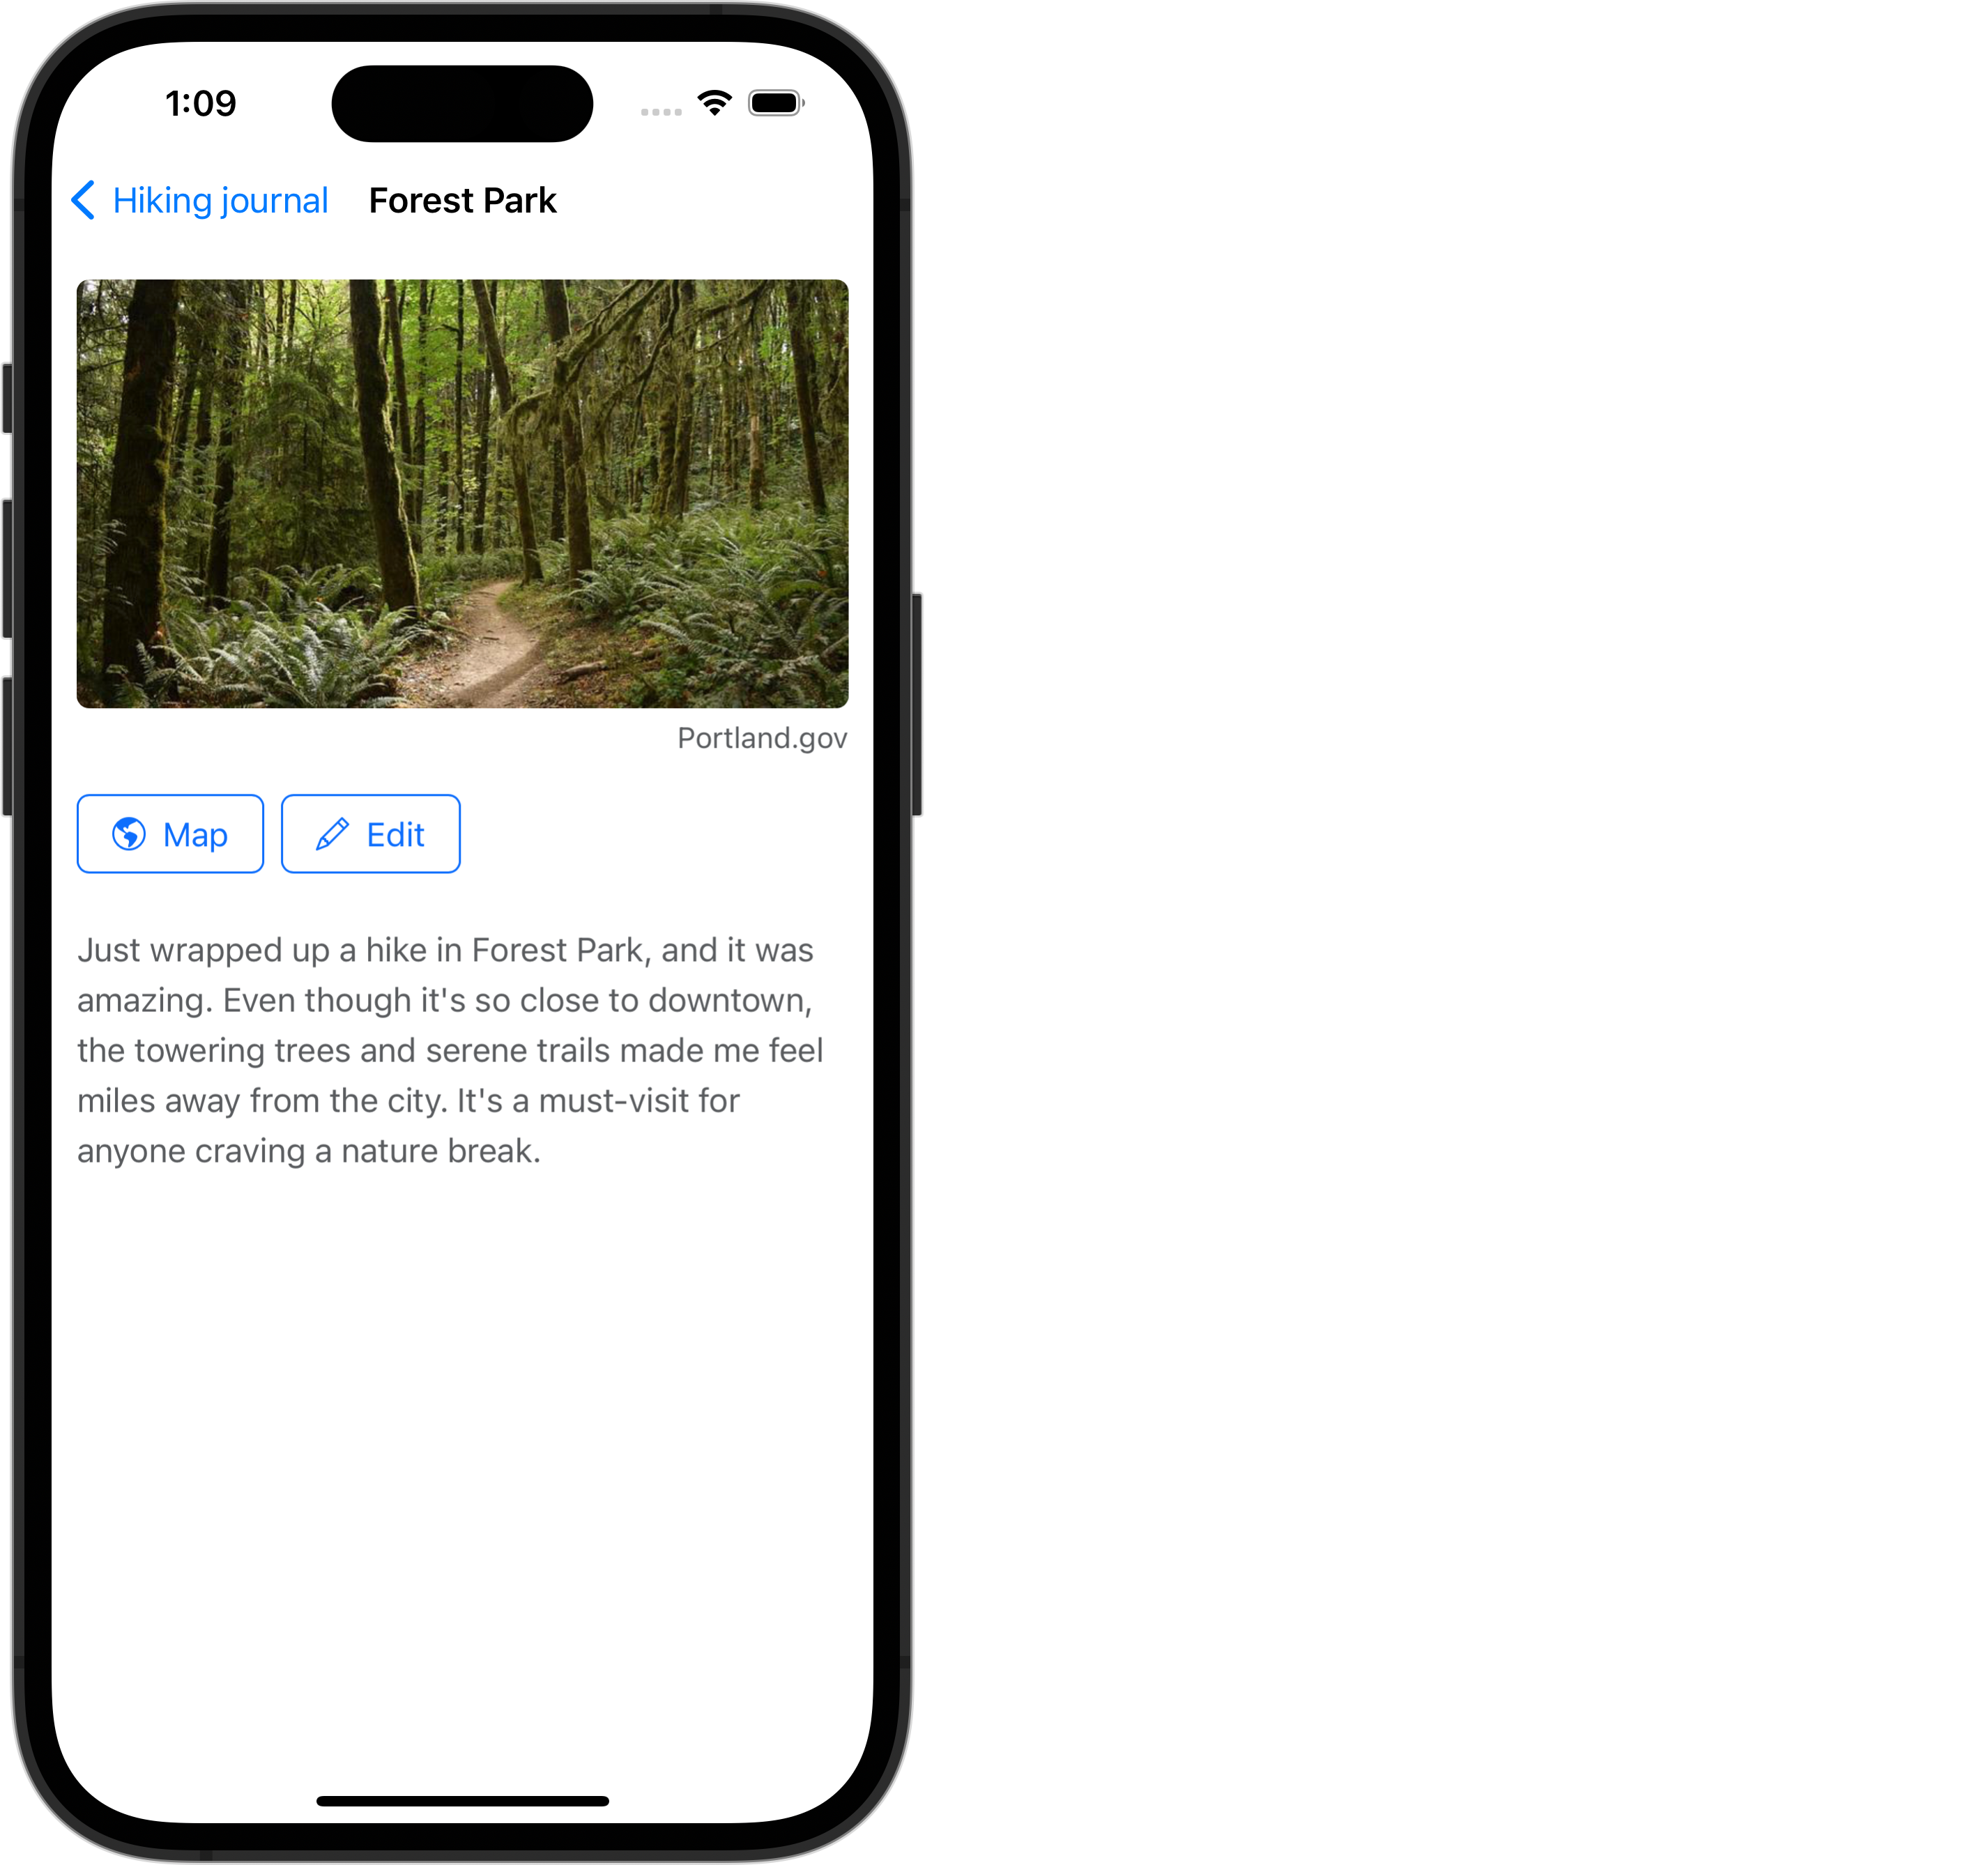 1:09
Hiking journal
Forest Park
Portland.gov
Map
Edit
Just wrapped up a hike in Forest Park, and it was
amazing. Even though it's so close to downtown,
the towering trees and serene trails made me feel
miles away from the city. It's a must-visit for
anyone craving a nature break.